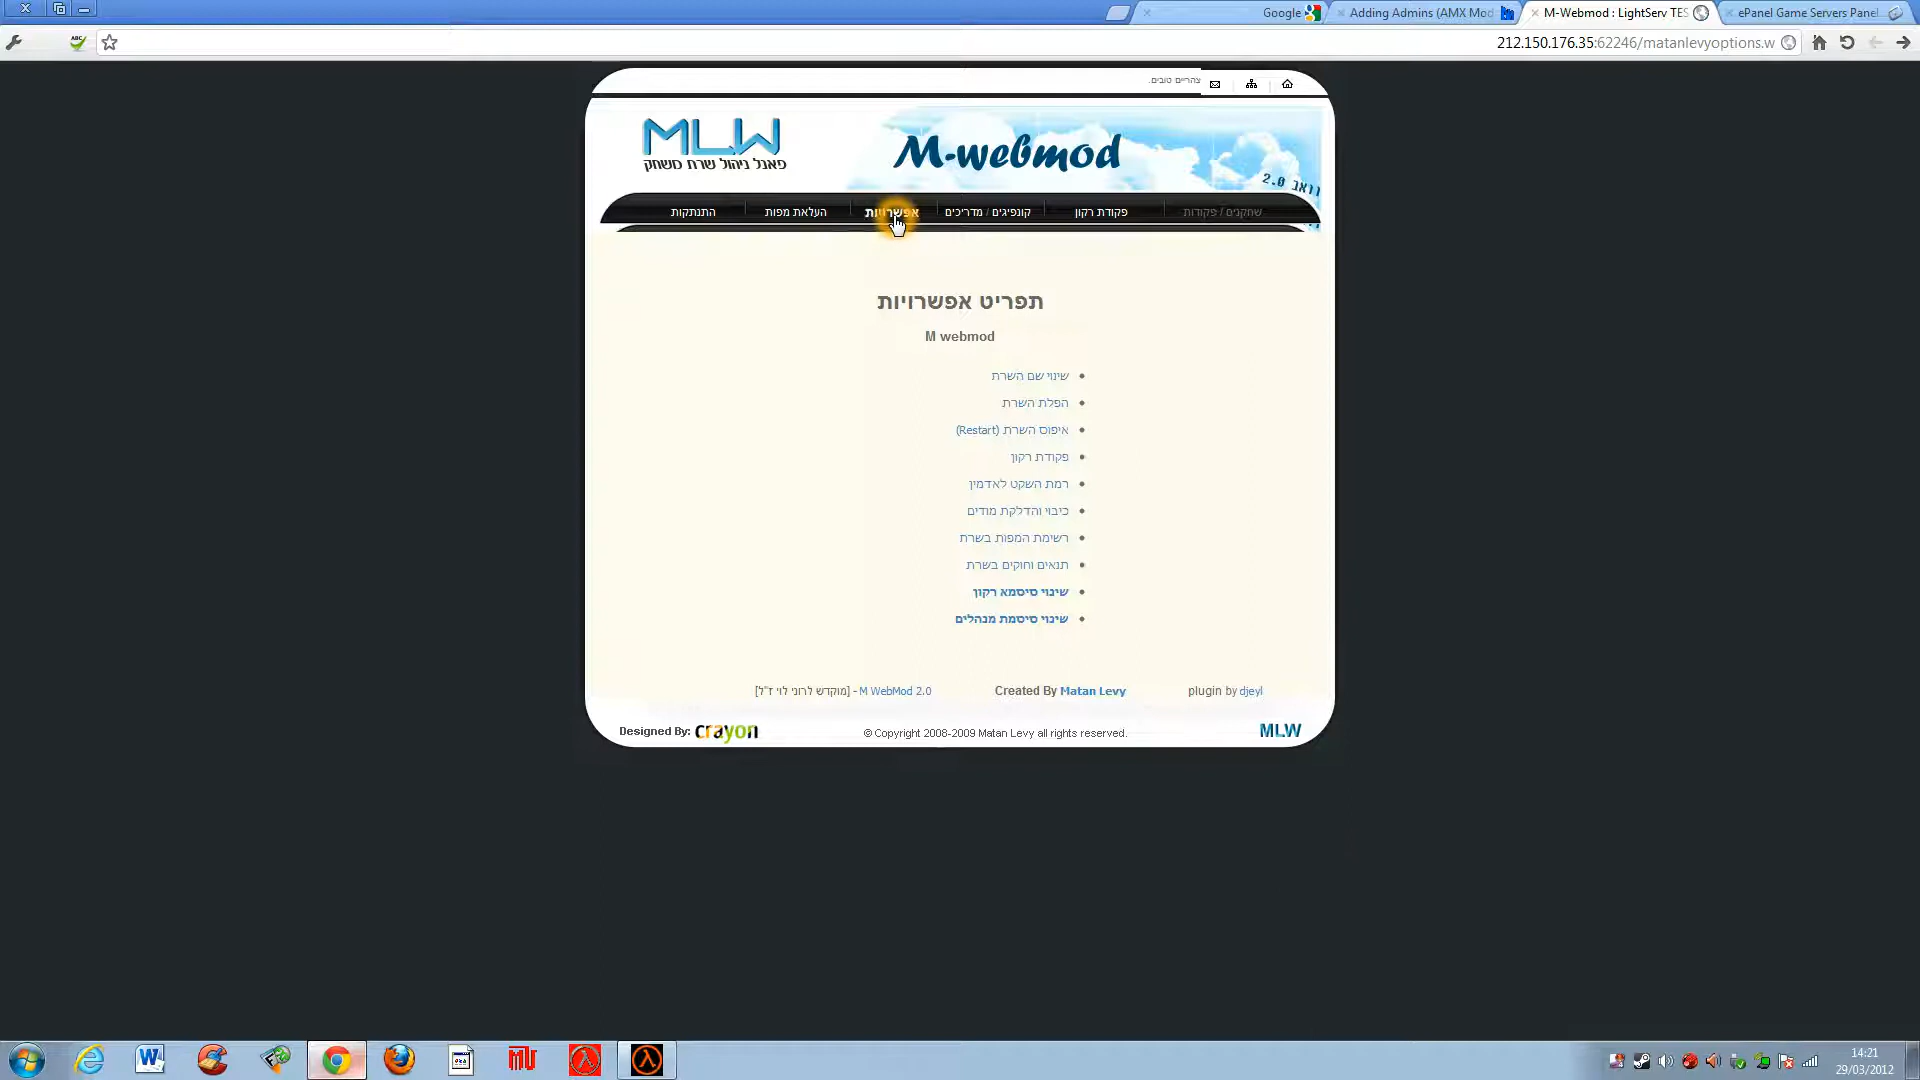 Google
Adding Admins (AMX Mod
M-Webmod : LightServ TES
ePanel Game Servers Panel
212.150.176.35:62246/matanlevyoptions.w
צהריים טובים.
MLW
פאנל ניהול שרת משחק
M-webmod
וואב 2.0
שחקנים / פקודות
פקודת רקון
קונפיגים / מדריכים
אפשרויות
העלאת מפות
התנתקות
תפריט אפשרויות
M webmod
שינוי שם השרת
הפלת השרת
איפוס השרת (Restart)
פקודת רקון
רמת השקט לאדמין
כיבוי והדלקת מודים
רשימת המפות בשרת
תנאים וחוקים בשרת
שינוי סיסמא רקון
שינוי סיסמת מנהלים
M WebMod 2.0 - [מוקדש לרוני לוי ז"ל]
Created By Matan Levy
plugin by djeyl
Designed By: crayon
© Copyright 2008-2009 Matan Levy all rights reserved.
MLW
14:21
29/03/2012